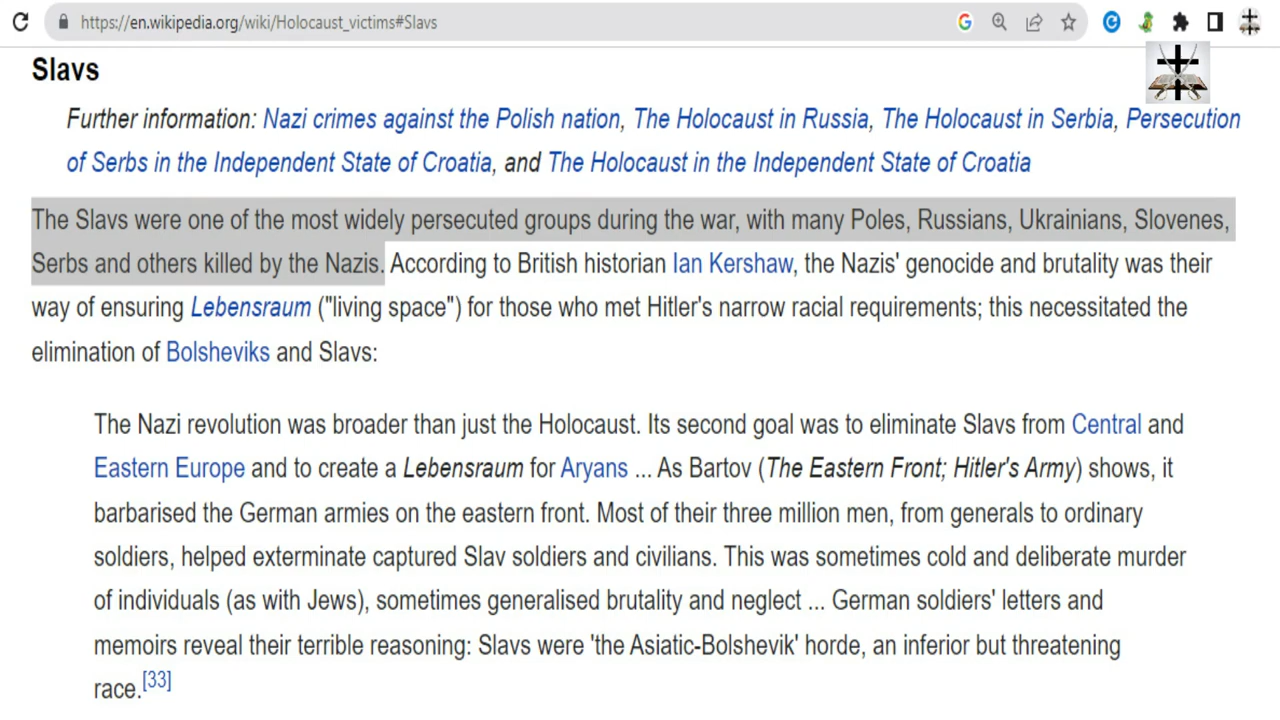 https://en.wikipedia.org/wiki/Holocaust_victims#Slavs
Slavs
Further information: Nazi crimes against the Polish nation, The Holocaust in Russia, The Holocaust in Serbia, Persecution
of Serbs in the Independent State of Croatia, and The Holocaust in the Independent State of Croatia
The Slavs were one of the most widely persecuted groups during the war, with many Poles, Russians, Ukrainians, Slovenes,
Serbs and others killed by the Nazis. According to British historian Ian Kershaw, the Nazis' genocide and brutality was their
way of ensuring Lebensraum ("living space") for those who met Hitler's narrow racial requirements; this necessitated the
elimination of Bolsheviks and Slavs:
The Nazi revolution was broader than just the Holocaust. Its second goal was to eliminate Slavs from Central and
Eastern Europe and to create a Lebensraum for Aryans ... As Bartov (The Eastern Front; Hitler's Army) shows, it
barbarised the German armies on the eastern front. Most of their three million men, from generals to ordinary
soldiers, helped exterminate captured Slav soldiers and civilians. This was sometimes cold and deliberate murder
of individuals (as with Jews), sometimes generalised brutality and neglect ... German soldiers' letters and
memoirs reveal their terrible reasoning: Slavs were 'the Asiatic-Bolshevik' horde, an inferior but threatening
race.[33]